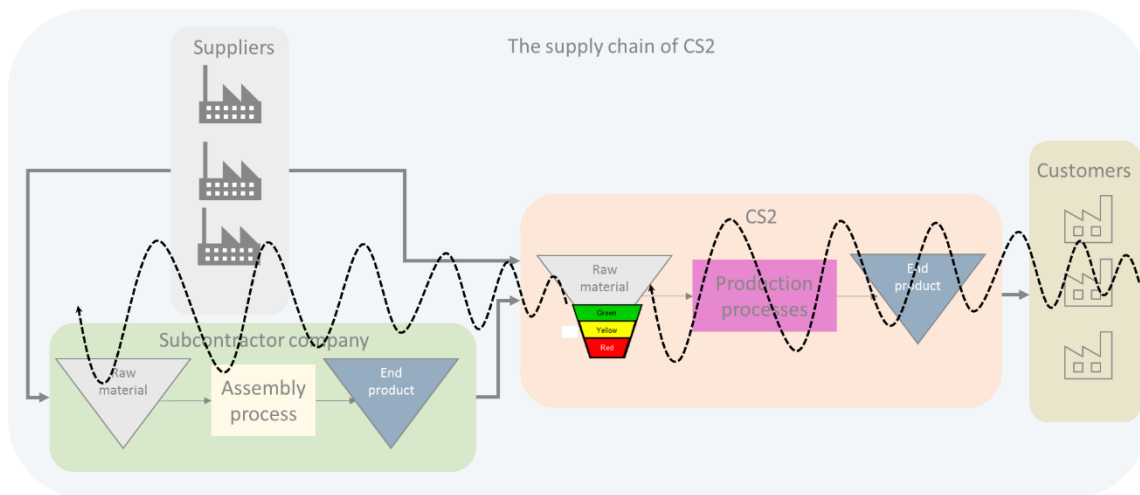 The supply chain of CS2
Suppliers
Customers
CS2
Raw
material
Production
processes
End
product
Green
Yellow
Red
Subcontractor company
Raw
material
Assembly
process
End
product